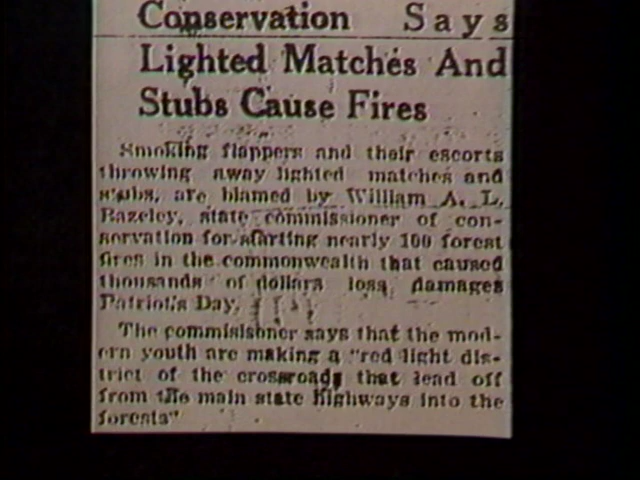 Conservation Says
Lighted Matches And
Stubs Cause Fires
Smoking flappers and their escorts
throwing away lighted matches and
stubs, are blamed by William A. L.
Bazeley, state commissioner of con-
servation for starting nearly 100 forest
fires in the commonwealth that caused
thousands of dollars loss, damages
Patriot's Day.
The commisisoner says that the mod-
ern youth are making a "red light dis-
trict of the crossroads that lead off
from the main state highways into the
forests"